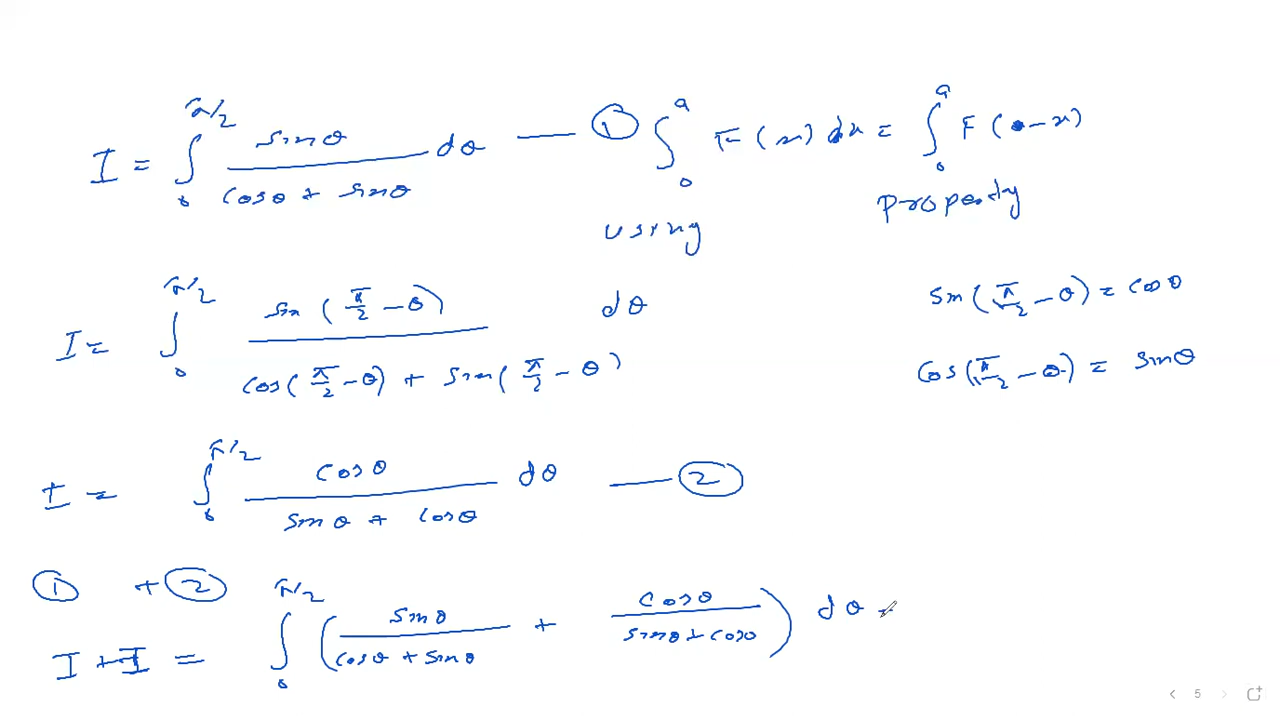 I = ∫₀^π/2 sinθ / (cosθ + sinθ) dθ —— ① ∫₀^a F(x) dx = ∫₀^a F( - x)
using property
I = ∫₀^π/2 sin(π/2 - θ) / (cos(π/2 - θ) + sin(π/2 - θ)) dθ
sin(π/2 - θ) = cosθ
cos(π/2 - θ) = sinθ
I = ∫₀^π/2 cosθ / (sinθ + cosθ) dθ —— ②
① + ②
I + I = ∫₀^π/2 (sinθ / (cosθ + sinθ) + cosθ / (sinθ + cosθ)) dθ
5